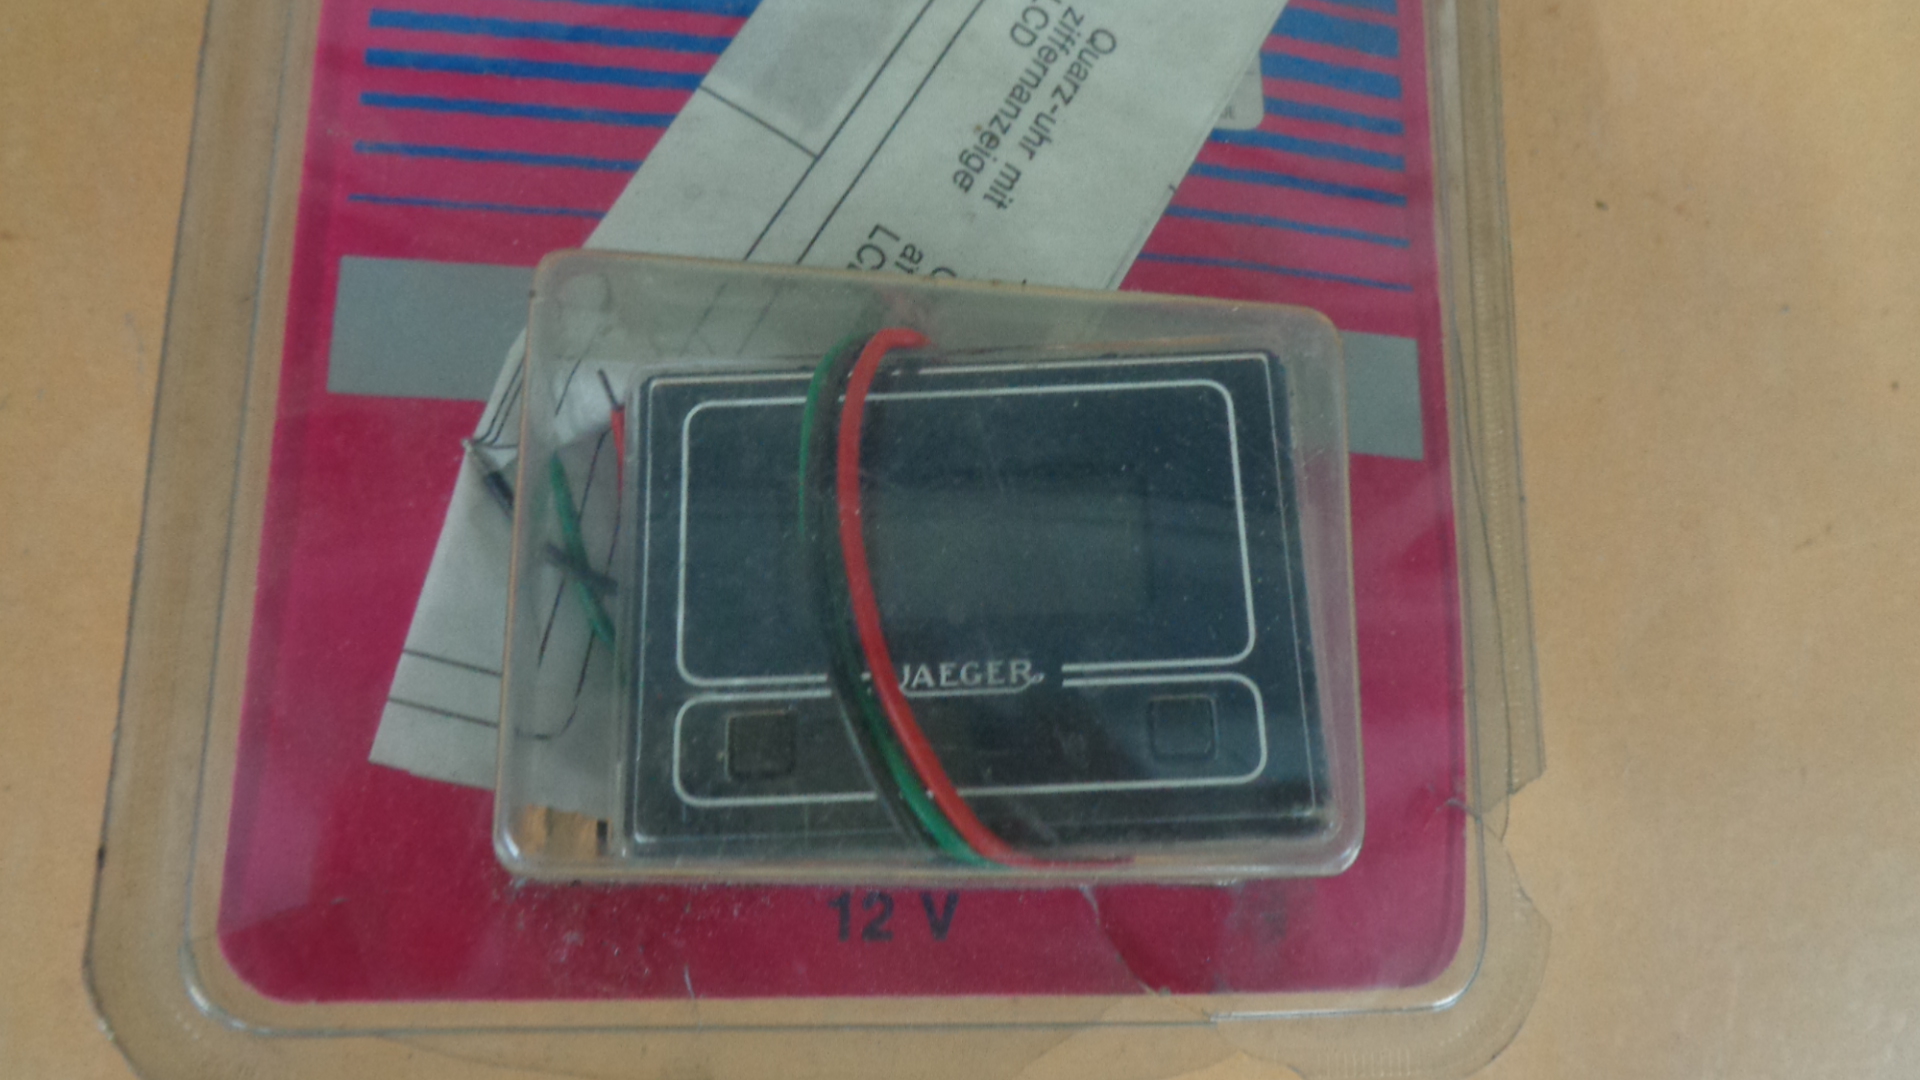 Quarz-uhr mit
ziffernanzeige
LCD
JAEGER
12 V